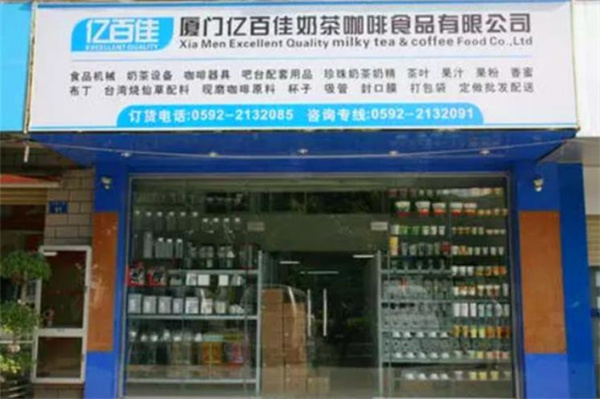 亿百佳
EXCELLENT QUALITY
厦门亿百佳奶茶咖啡食品有限公司
Xia Men Excellent Quality milky tea & coffee Food Co.,Ltd
食品机械 奶茶设备 咖啡器具 吧台配套用品 珍珠奶茶奶精 茶叶 果汁 果粉 香蜜
布丁 台湾烧仙草配料 现磨咖啡原料 杯子 吸管 封口膜 打包袋 定做批发配送
订货电话:0592-2132085 咨询专线:0592-2132091